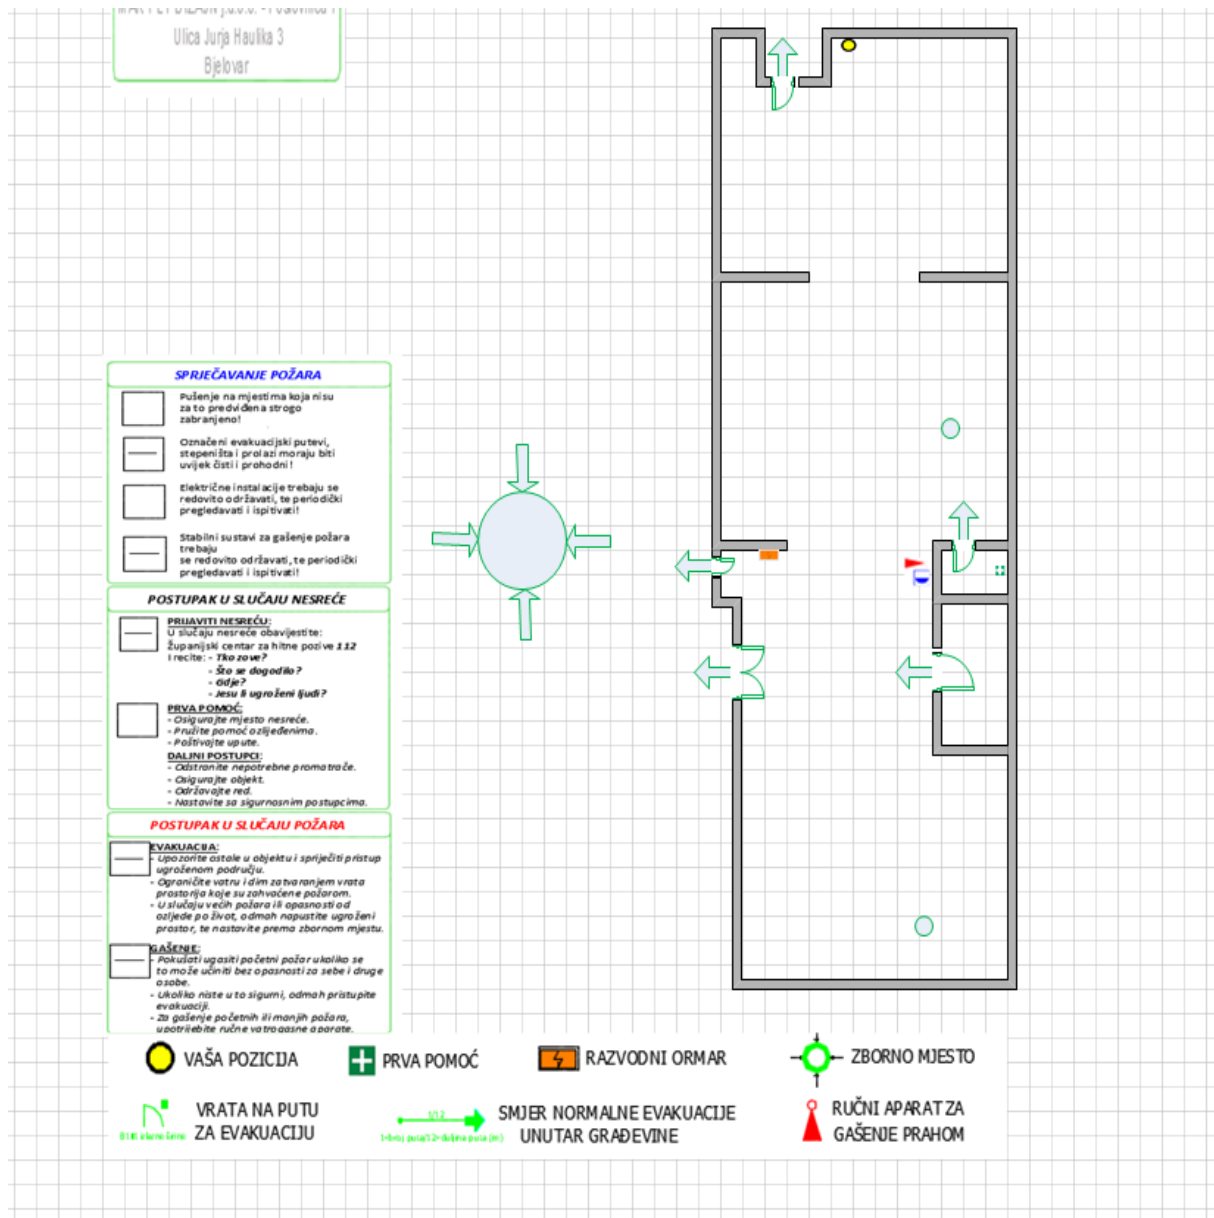 Ulica Jurja Haulika 3
Bjelovar
SPRJEČAVANJE POŽARA
Pušenje na mjestima koja nisu
za to predviđena strogo
zabranjeno!
Označeni evakuacijski putevi,
stepeništa i prolazi moraju biti
uvijek čisti i prohodni!
Električne instalacije trebaju se
redovito održavati, te periodički
pregledavati i ispitivati!
Stabilni sustavi za gašenje požara
trebaju
se redovito održavati, te periodički
pregledavati i ispitivati!
POSTUPAK U SLUČAJU NESREĆE
PRIJAVITI NESREĆU:
U slučaju nesreće obavijestite:
Županijski centar za hitne pozive 112
I recite: - Tko zove?
- Što se dogodilo?
- Gdje?
- Jesu li ugroženi ljudi?
PRVA POMOĆ:
- Osigurajte mjesto nesreće.
- Pružite pomoć ozlijeđenima.
- Poštivajte upute.
DALJNI POSTUPCI:
- Odstranite nepotrebne promatrače.
- Osigurajte objekt.
- Održavajte red.
- Nastavite sa sigurnosnim postupcima.
POSTUPAK U SLUČAJU POŽARA
EVAKUACIJA:
- Upozorite ostale u objektu i spriječiti pristup
ugroženom području.
- Ograničite vatru i dim zatvaranjem vrata
prostorija koje su zahvaćene požarom.
- U slučaju većih požara ili opasnosti od
ozljede po život, odmah napustite ugroženi
prostor, te nastavite prema zbornom mjestu.
GAŠENJE:
- Pokušati ugasiti početni požar ukoliko se
to može učiniti bez opasnosti za sebe i druge
osobe.
- Ukoliko niste u to sigurni, odmah pristupite
evakuaciji.
- Za gašenje početnih ili manjih požara,
upotrijebite ručne vatrogasne aparate.
VAŠA POZICIJA
PRVA POMOĆ
RAZVODNI ORMAR
ZBORNO MJESTO
VRATA NA PUTU
ZA EVAKUACIJU
1/12
SMJER NORMALNE EVAKUACIJE
UNUTAR GRAĐEVINE
RUČNI APARAT ZA
GAŠENJE PRAHOM